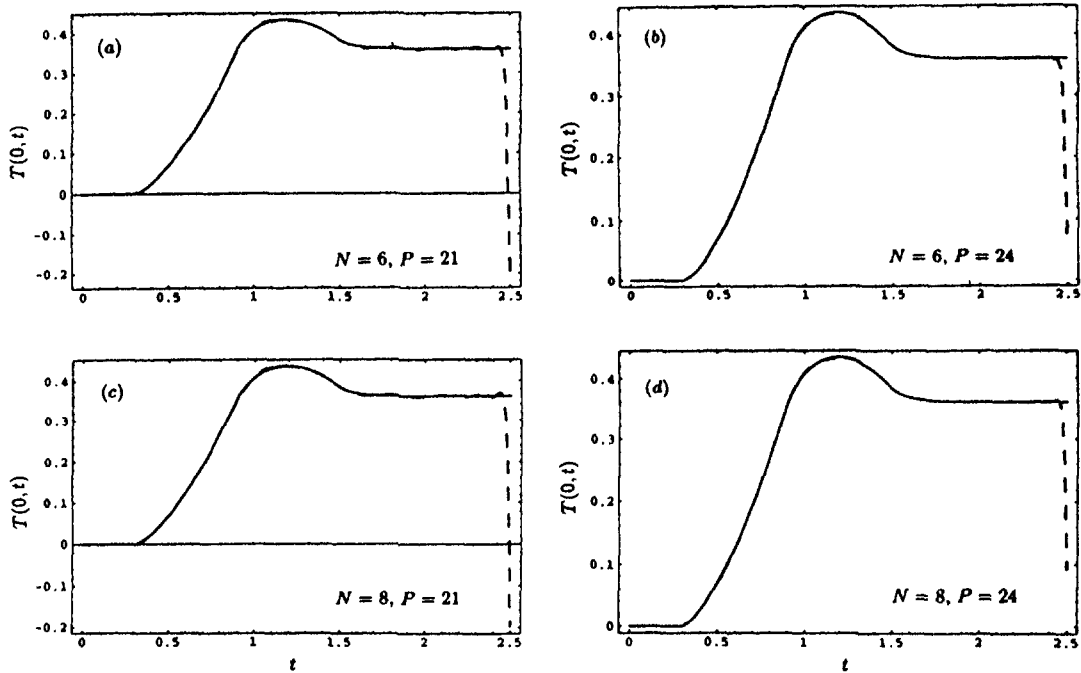 (a)
0.4
0.3
0.2
0.1
0
-0.1
-0.2
T(0,t)
N = 6, P = 21
0 0.5 1 1.5 2 2.5
(b)
0.4
0.3
0.2
0.1
0
T(0,t)
N = 6, P = 24
0 0.5 1 1.5 2 2.5
(c)
0.4
0.3
0.2
0.1
0
-0.1
-0.2
T(0,t)
N = 8, P = 21
0 0.5 1 1.5 2 2.5
t
(d)
0.4
0.3
0.2
0.1
0
T(0,t)
N = 8, P = 24
0 0.5 1 1.5 2 2.5
t